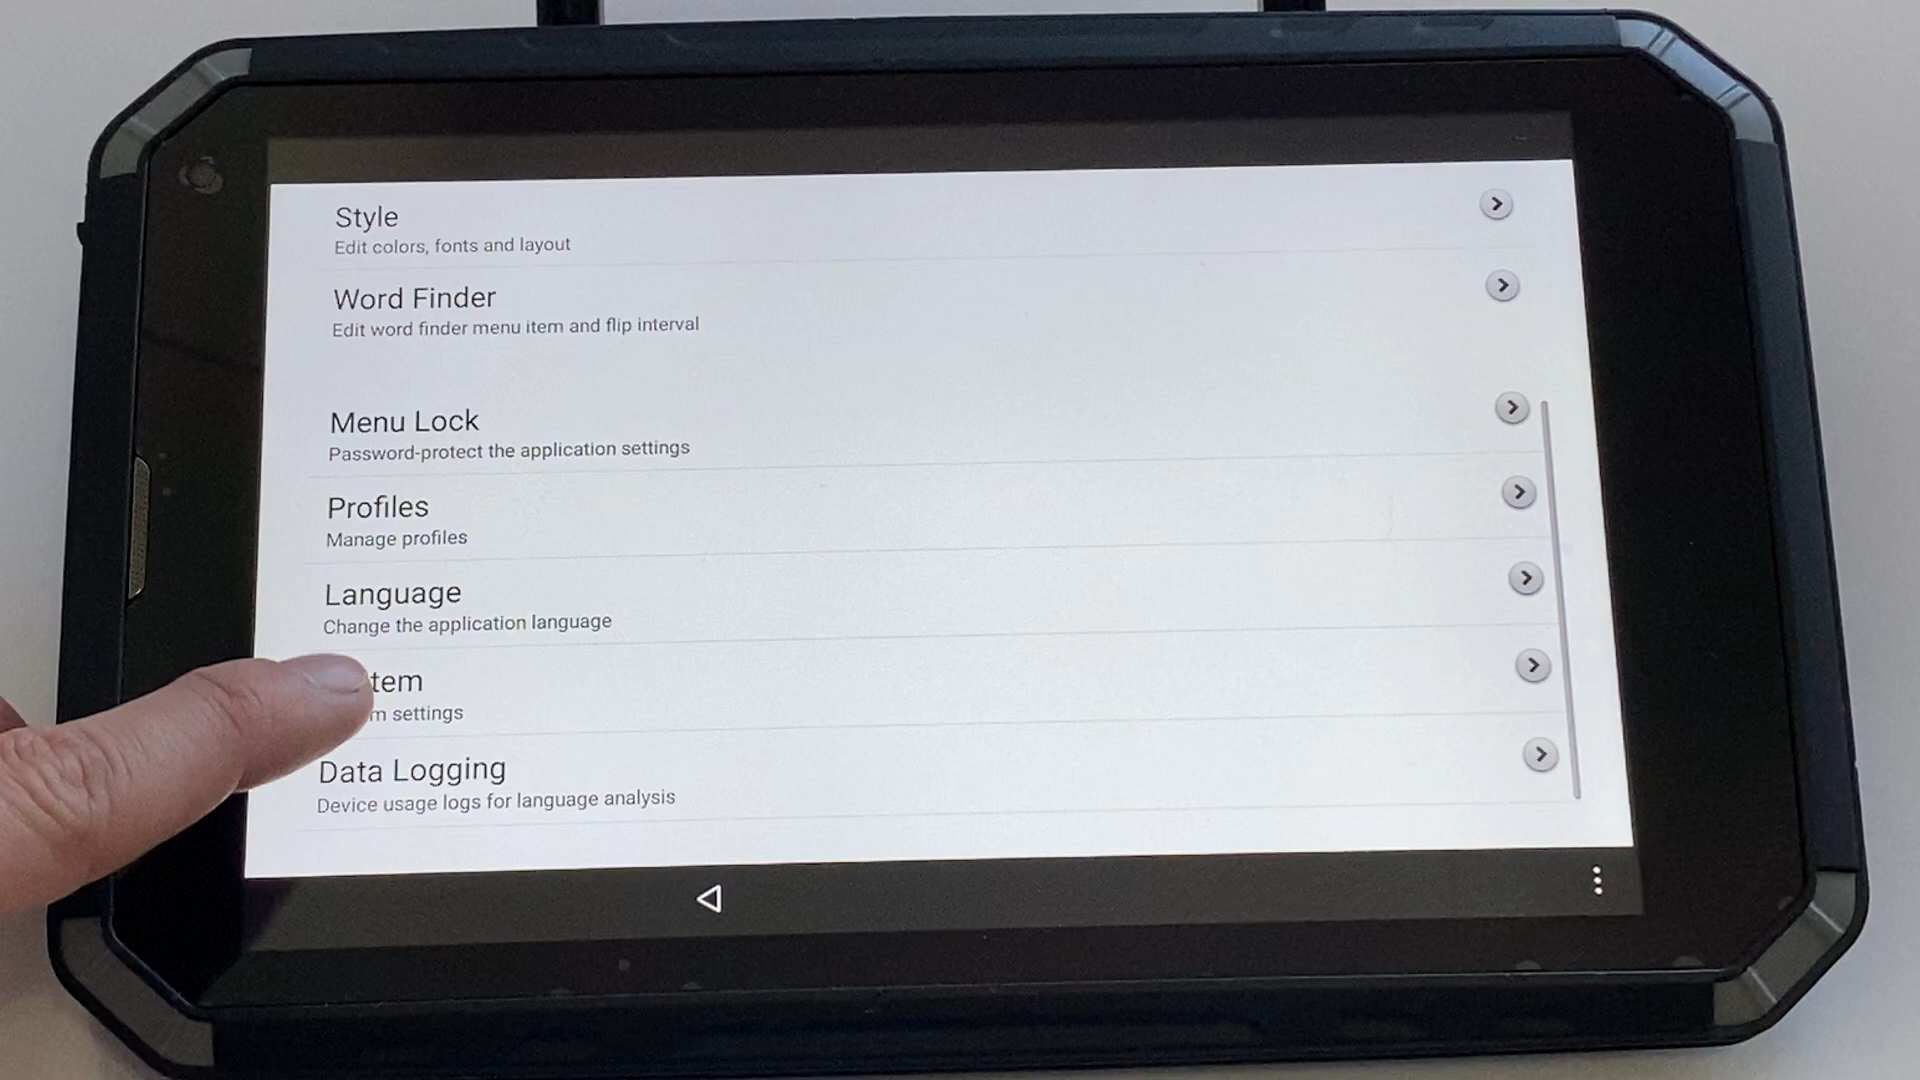 Style
Edit colors, fonts and layout
Word Finder
Edit word finder menu item and flip interval
Menu Lock
Password-protect the application settings
Profiles
Manage profiles
Language
Change the application language
settings
Data Logging
Device usage logs for language analysis